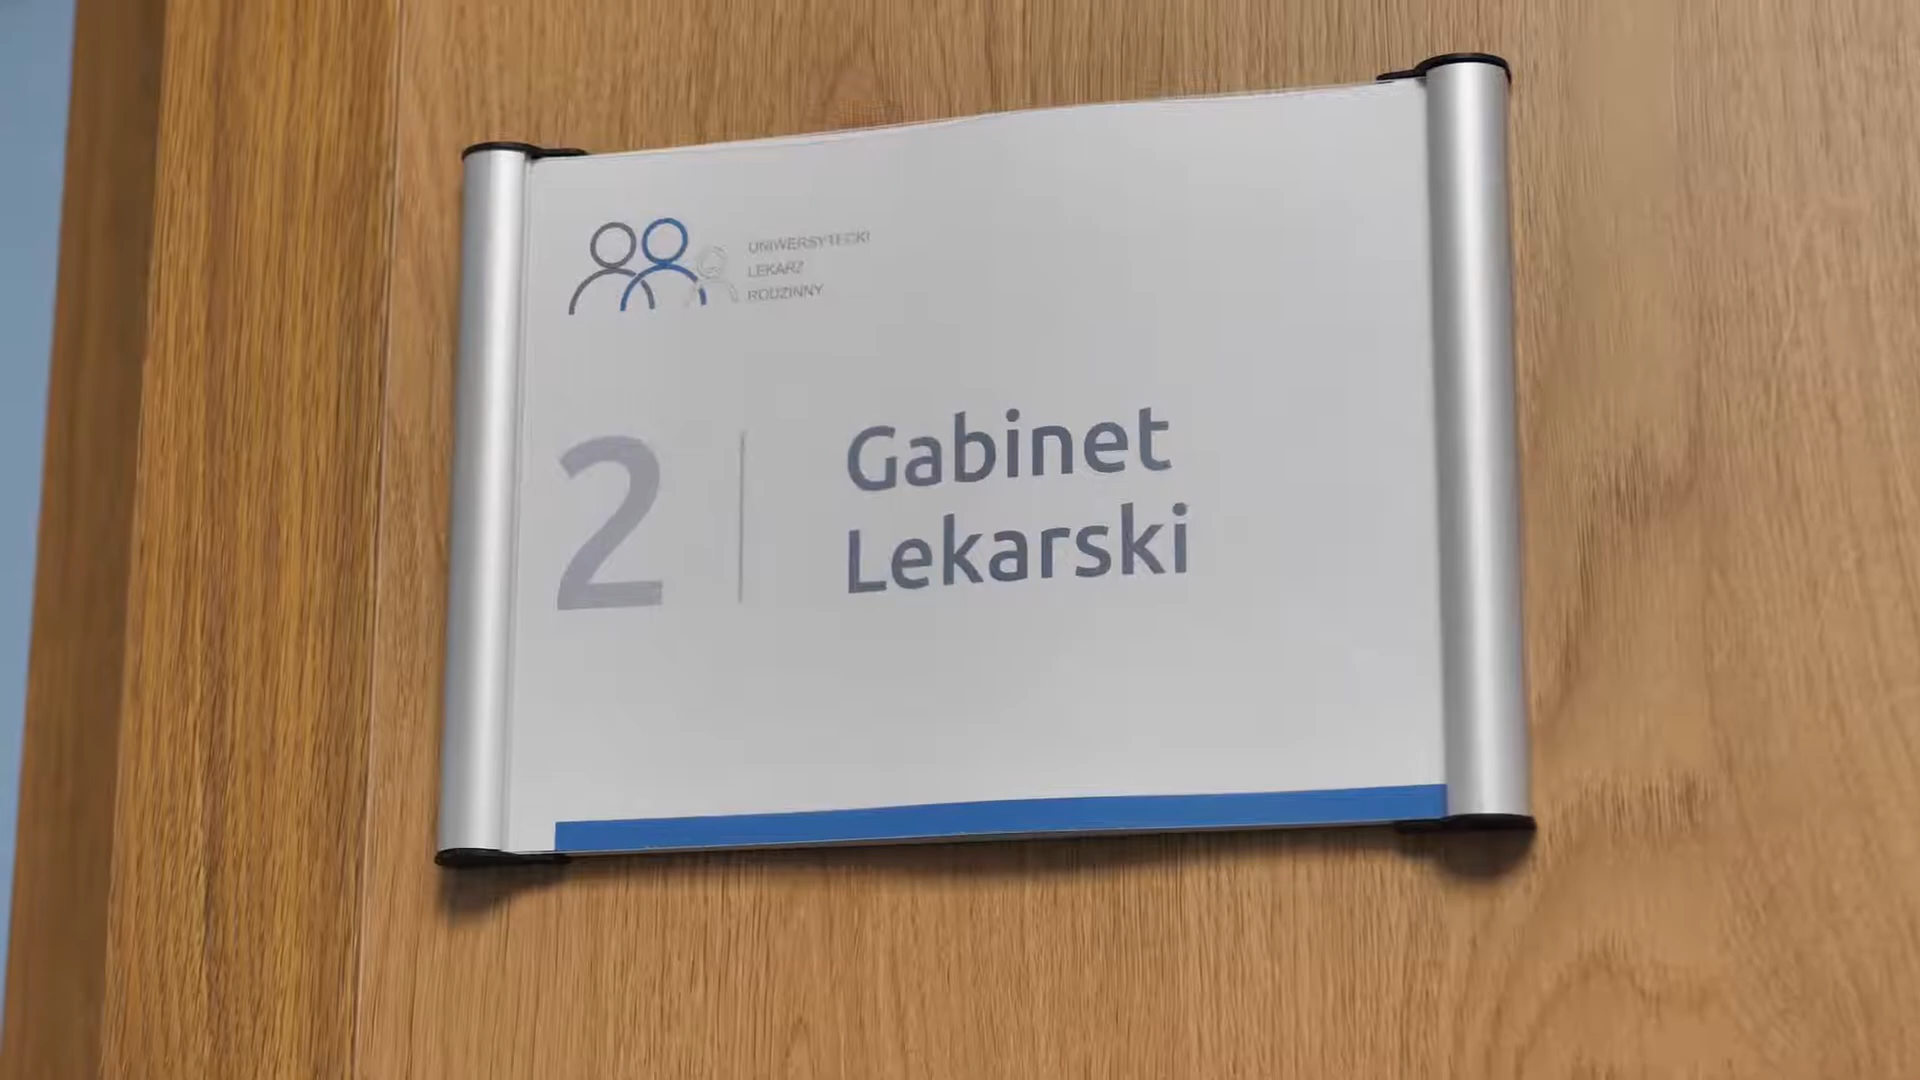 UNIWERSYTECKI
LEKARZ
RODZINNY
2
Gabinet
Lekarski